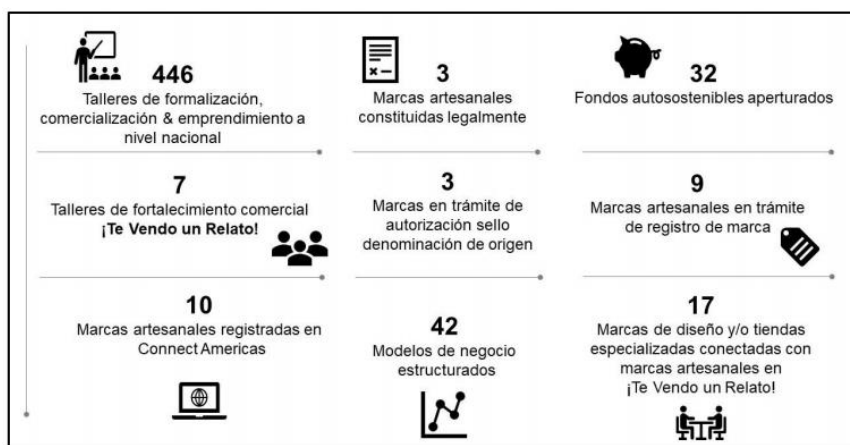 446
Talleres de formalización,
comercialización & emprendimiento a
nivel nacional
3
Marcas artesanales
constituidas legalmente
32
Fondos autosostenibles aperturados
7
Talleres de fortalecimiento comercial
¡Te Vendo un Relato!
3
Marcas en trámite de
autorización sello
denominación de origen
9
Marcas artesanales en trámite
de registro de marca
10
Marcas artesanales registradas en
Connect Americas
42
Modelos de negocio
estructurados
17
Marcas de diseño y/o tiendas
especializadas conectadas con
marcas artesanales en
¡Te Vendo un Relato!